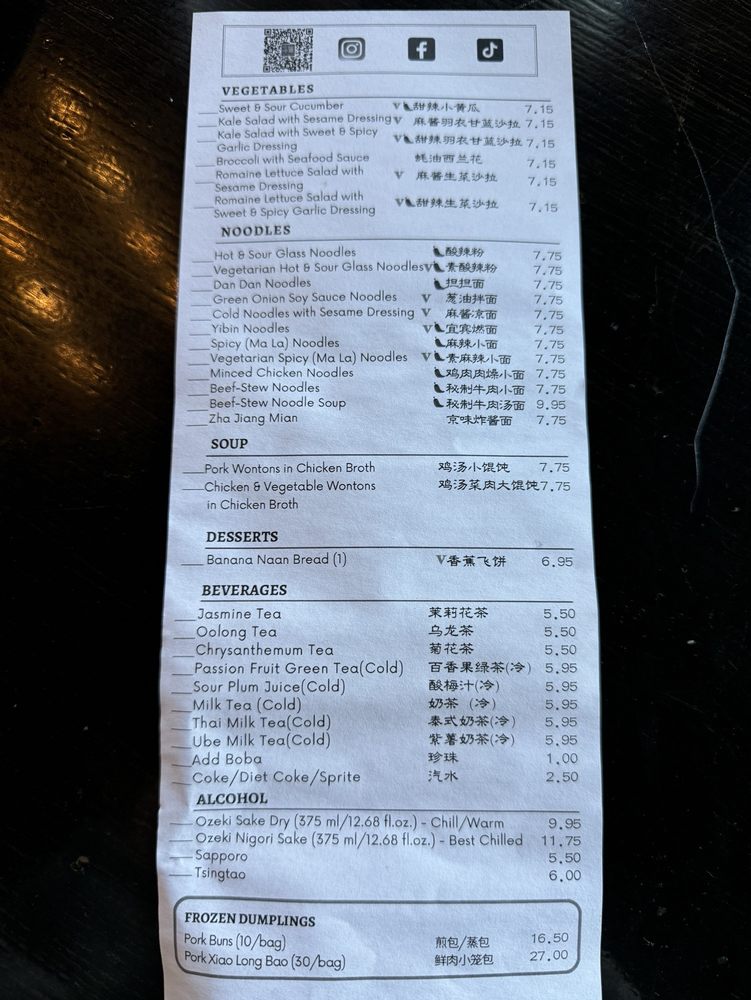 VEGETABLES
Sweet & Sour Cucumber V 甜辣小黄瓜 7.15
Kale Salad with Sesame Dressing V 麻酱羽衣甘蓝沙拉 7.15
Kale Salad with Sweet & Spicy
Garlic Dressing V 甜辣羽衣甘蓝沙拉 7.15
Broccoli with Seafood Sauce 蚝油西兰花 7.15
Romaine Lettuce Salad with
Sesame Dressing V 麻酱生菜沙拉 7.15
Romaine Lettuce Salad with
Sweet & Spicy Garlic Dressing V 甜辣生菜沙拉 7.15
NOODLES
Hot & Sour Glass Noodles 酸辣粉 7.75
Vegetarian Hot & Sour Glass Noodles V 素酸辣粉 7.75
Dan Dan Noodles 担担面 7.75
Green Onion Soy Sauce Noodles V 葱油拌面 7.75
Cold Noodles with Sesame Dressing V 麻酱凉面 7.75
Yibin Noodles V 宜宾燃面 7.75
Spicy (Ma La) Noodles 麻辣小面 7.75
Vegetarian Spicy (Ma La) Noodles V 素麻辣小面 7.75
Minced Chicken Noodles 鸡肉肉燥小面 7.75
Beef-Stew Noodles 秘制牛肉小面 7.75
Beef-Stew Noodle Soup 秘制牛肉汤面 9.95
Zha Jiang Mian 京味炸酱面 7.75
SOUP
Pork Wontons in Chicken Broth 鸡汤小馄饨 7.75
Chicken & Vegetable Wontons 鸡汤菜肉大馄饨 7.75
in Chicken Broth
DESSERTS
Banana Naan Bread (1) V 香蕉飞饼 6.95
BEVERAGES
Jasmine Tea 茉莉花茶 5.50
Oolong Tea 乌龙茶 5.50
Chrysanthemum Tea 菊花茶 5.50
Passion Fruit Green Tea(Cold) 百香果绿茶(冷) 5.95
Sour Plum Juice(Cold) 酸梅汁(冷) 5.95
Milk Tea (Cold) 奶茶 (冷) 5.95
Thai Milk Tea(Cold) 泰式奶茶(冷) 5.95
Ube Milk Tea(Cold) 紫薯奶茶(冷) 5.95
Add Boba 珍珠 1.00
Coke/Diet Coke/Sprite 汽水 2.50
ALCOHOL
Ozeki Sake Dry (375 ml/12.68 fl.oz.) - Chill/Warm 9.95
Ozeki Nigori Sake (375 ml/12.68 fl.oz.) - Best Chilled 11.75
Sapporo 5.50
Tsingtao 6.00
FROZEN DUMPLINGS
Pork Buns (10/bag) 煎包/蒸包 16.50
Pork Xiao Long Bao (30/bag) 鲜肉小笼包 27.00